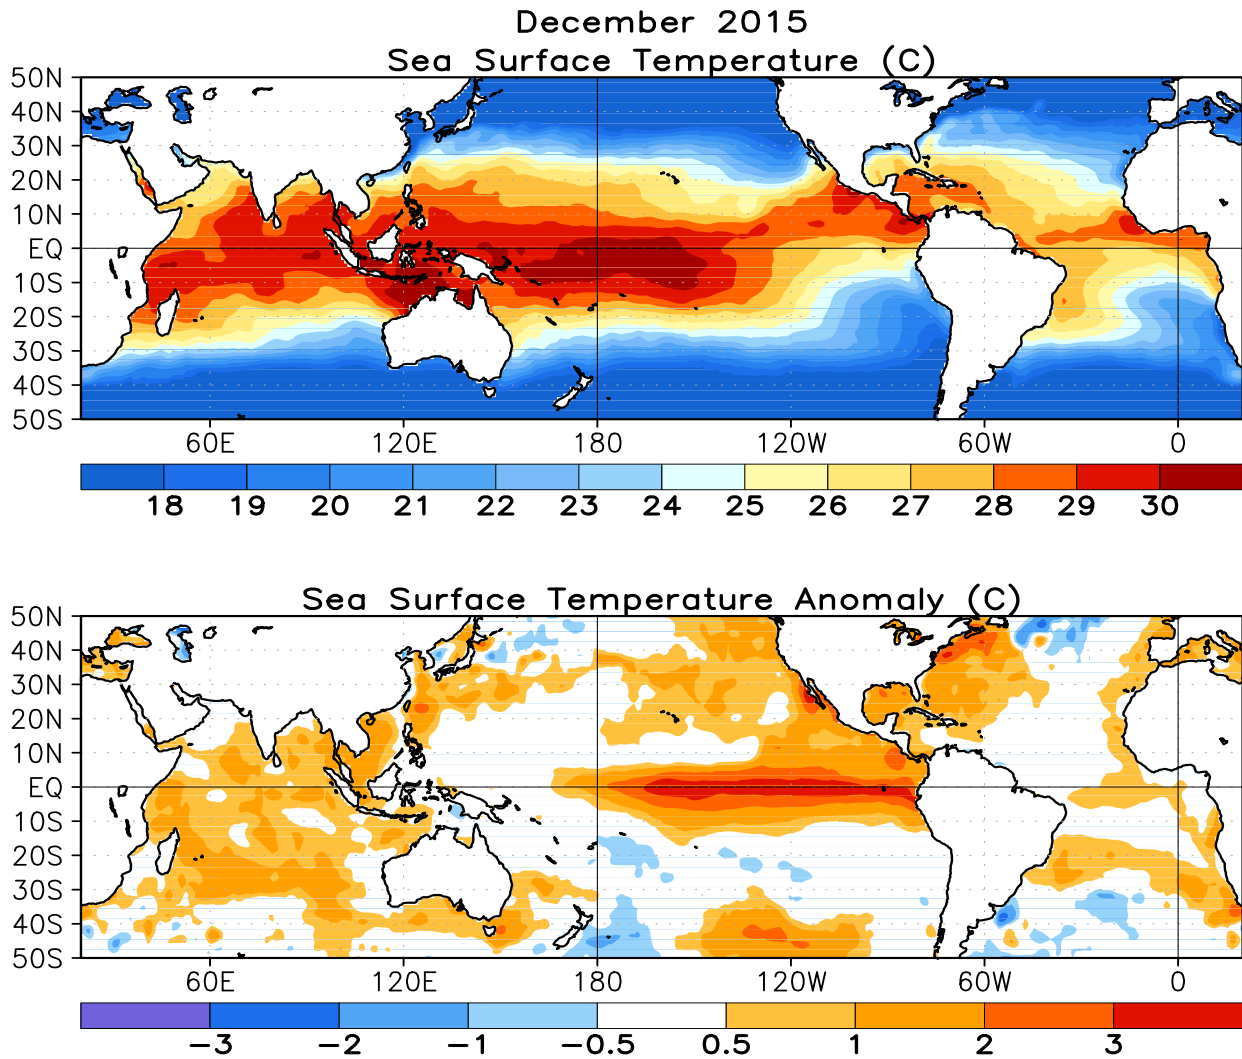 December 2015
Sea Surface Temperature (C)
50N
40N
30N
20N
10N
EQ
10S
20S
30S
40S
50S
60E 120E 180 120W 60W 0
18 19 20 21 22 23 24 25 26 27 28 29 30
Sea Surface Temperature Anomaly (C)
50N
40N
30N
20N
10N
EQ
10S
20S
30S
40S
50S
60E 120E 180 120W 60W 0
−3 −2 −1 −0.5 0.5 1 2 3